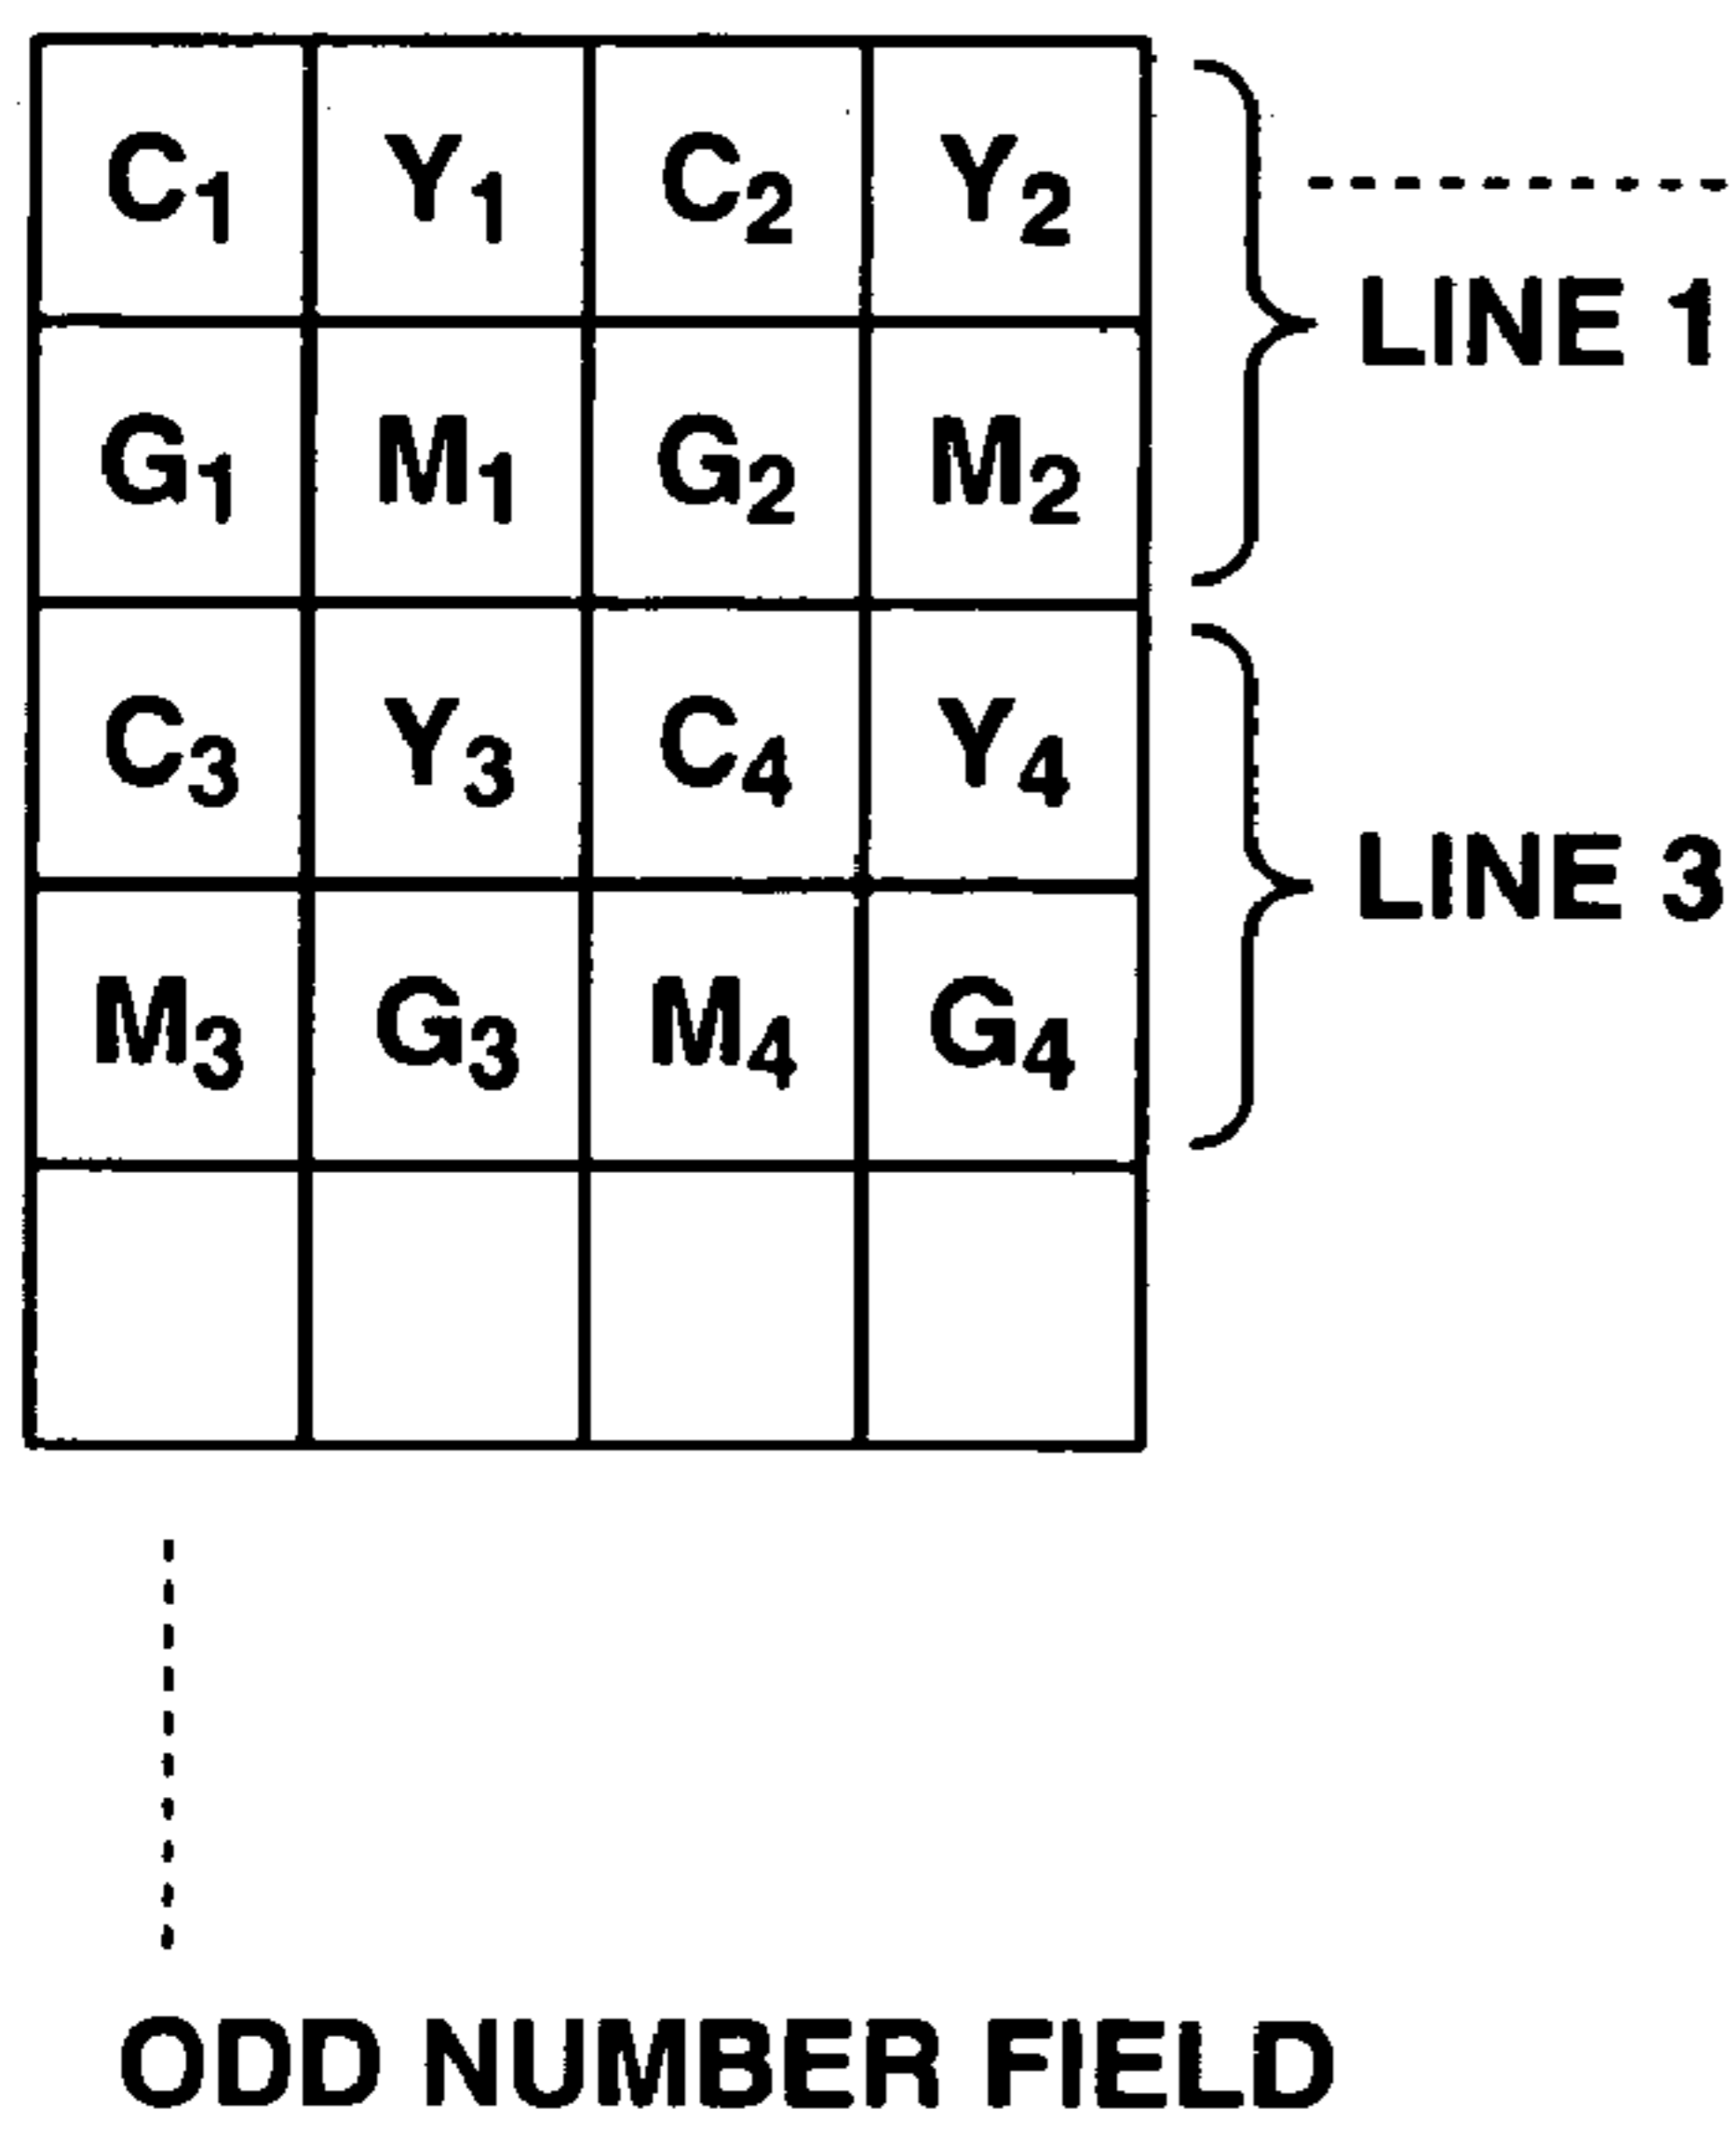 C1 Y1 C2 Y2
LINE 1
G1 M1 G2 M2
C3 Y3 C4 Y4
LINE 3
M3 G3 M4 G4
ODD NUMBER FIELD